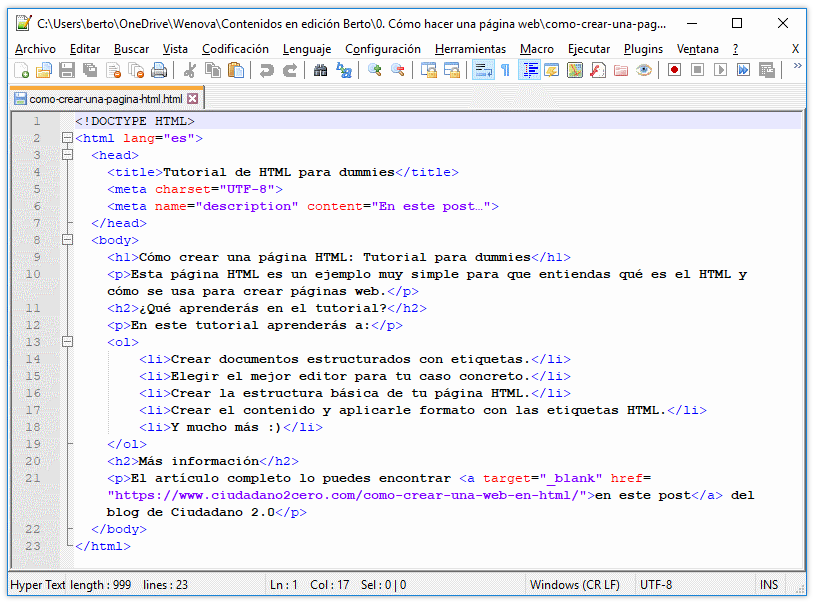 C:\Users\berto\OneDrive\Wenova\Contenidos en edición Berto\0. Cómo hacer una página web\como-crear-una-pag...
Archivo Editar Buscar Vista Codificación Lenguaje Configuración Herramientas Macro Ejecutar Plugins Ventana ? X
como-crear-una-pagina-html.html
1 <!DOCTYPE HTML>
2 <html lang="es">
3 <head>
4 <title>Tutorial de HTML para dummies</title>
5 <meta charset="UTF-8">
6 <meta name="description" content="En este post…">
7 </head>
8 <body>
9 <h1>Cómo crear una página HTML: Tutorial para dummies</h1>
10 <p>Esta página HTML es un ejemplo muy simple para que entiendas qué es el HTML y
cómo se usa para crear páginas web.</p>
11 <h2>¿Qué aprenderás en el tutorial?</h2>
12 <p>En este tutorial aprenderás a:</p>
13 <ol>
14 <li>Crear documentos estructurados con etiquetas.</li>
15 <li>Elegir el mejor editor para tu caso concreto.</li>
16 <li>Crear la estructura básica de tu página HTML.</li>
17 <li>Crear el contenido y aplicarle formato con las etiquetas HTML.</li>
18 <li>Y mucho más :)</li>
19 </ol>
20 <h2>Más información</h2>
21 <p>El artículo completo lo puedes encontrar <a target="_blank" href=
"https://www.ciudadano2cero.com/como-crear-una-web-en-html/">en este post</a> del
blog de Ciudadano 2.0</p>
22 </body>
23 </html>
Hyper Text length : 999 lines : 23 Ln : 1 Col : 17 Sel : 0 | 0 Windows (CR LF) UTF-8 INS